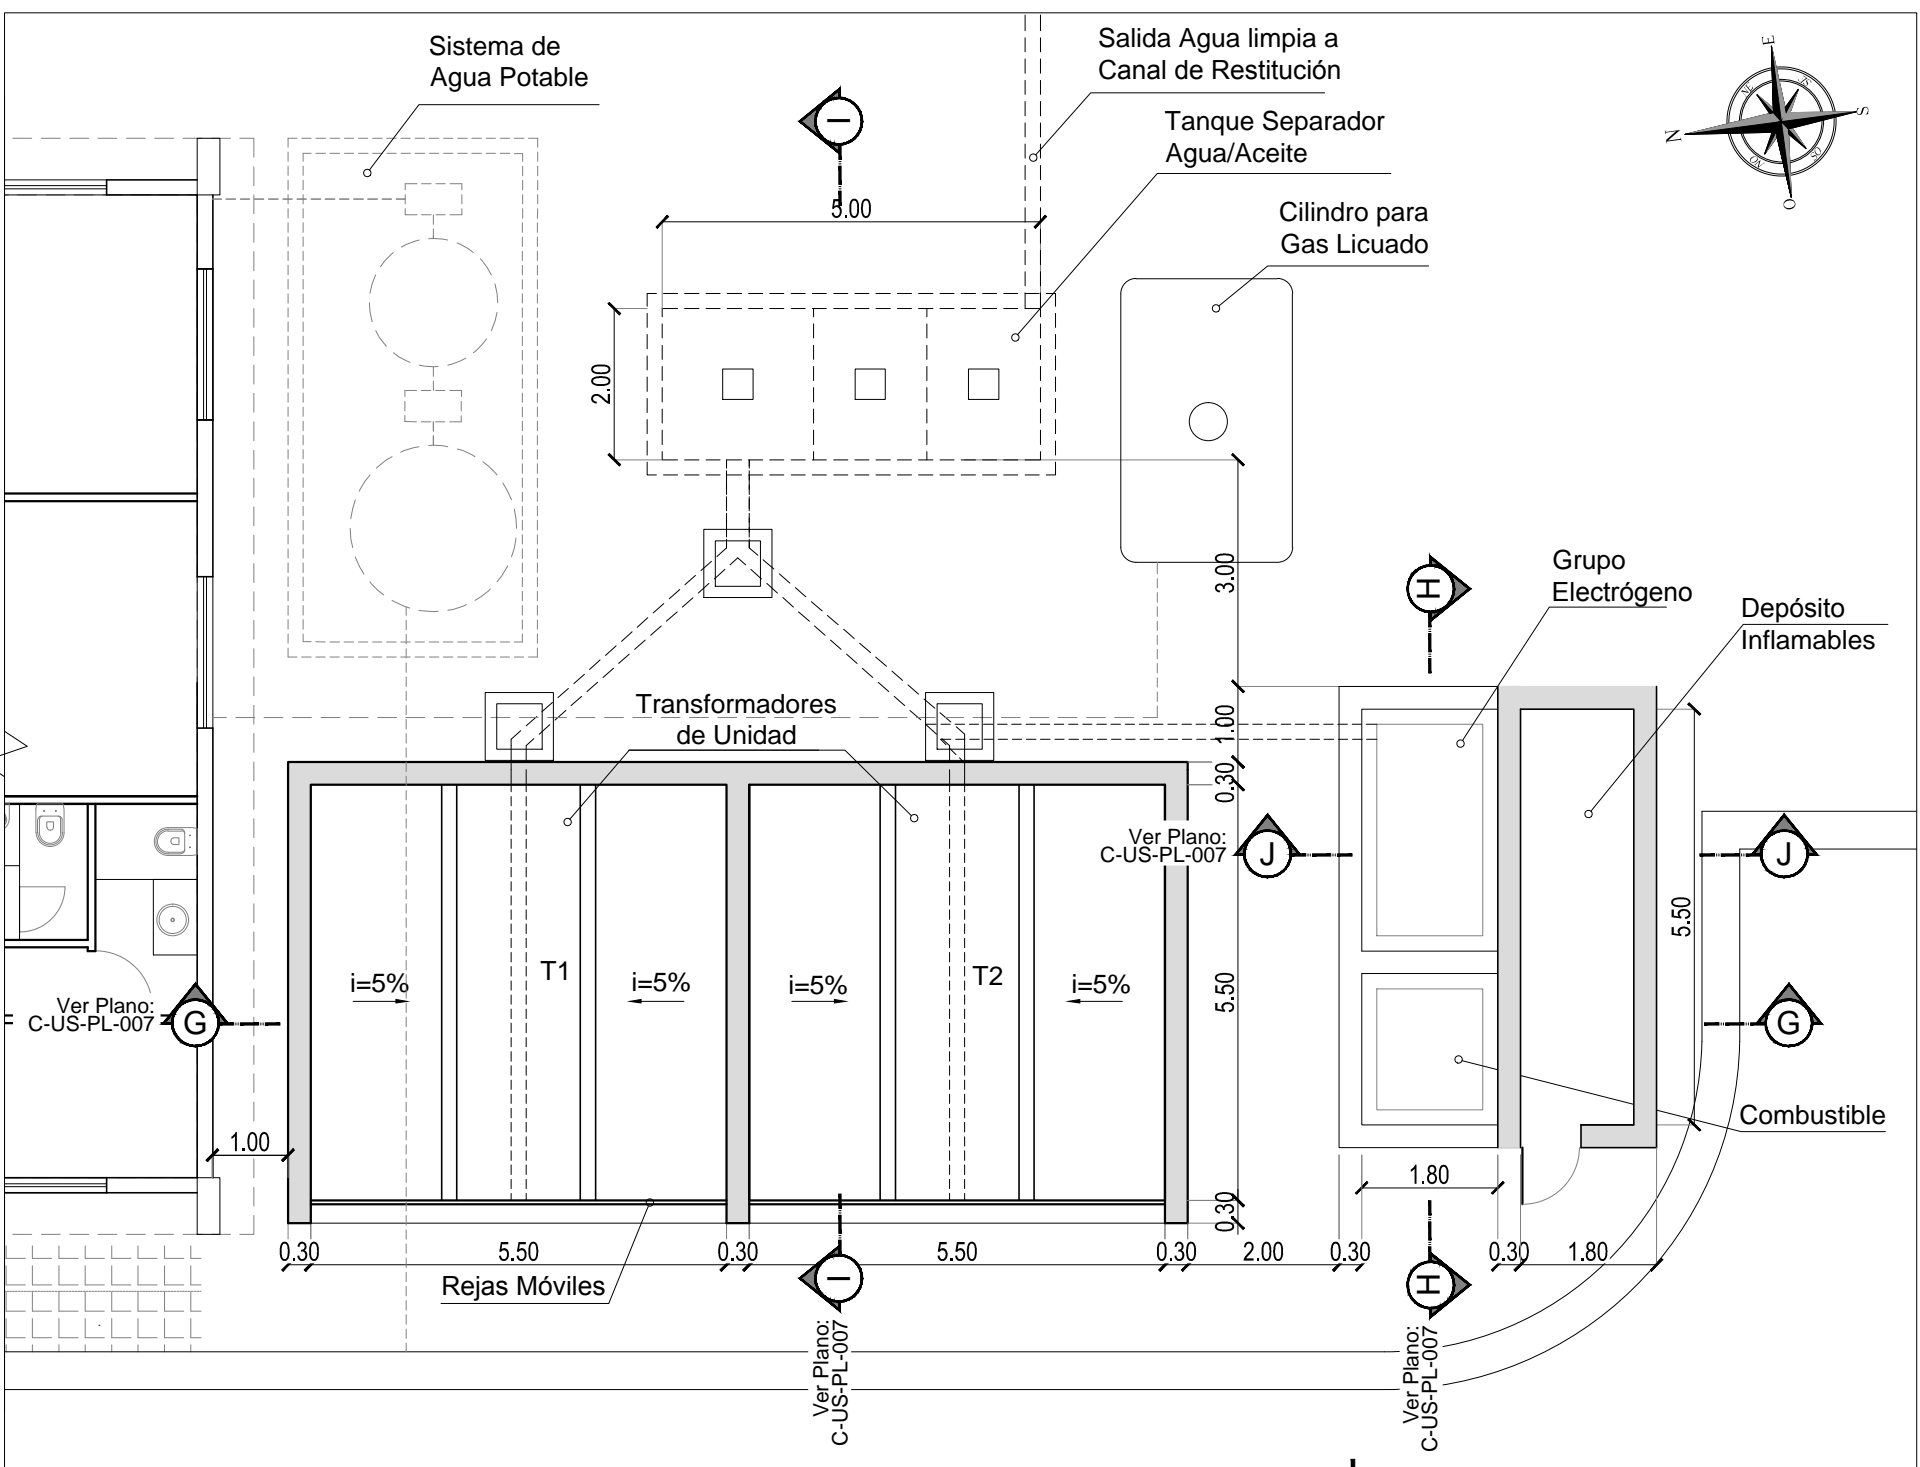 Sistema de
Agua Potable
Salida Agua limpia a
Canal de Restitución
Tanque Separador
Agua/Aceite
Cilindro para
Gas Licuado
E
S
N
O
NE
SE
NO
SO
I
5.00
2.00
3.00
H
Grupo
Electrógeno
Depósito
Inflamables
Transformadores
de Unidad
1.00
0.30
Ver Plano:
C-US-PL-007
J
J
5.50
T1
T2
i=5%
i=5%
i=5%
i=5%
5.50
Ver Plano:
C-US-PL-007
G
G
Combustible
1.00
1.80
0.30
0.30
5.50
0.30
5.50
0.30
2.00
0.30
0.30
1.80
Rejas Móviles
I
H
Ver Plano:
C-US-PL-007
Ver Plano:
C-US-PL-007